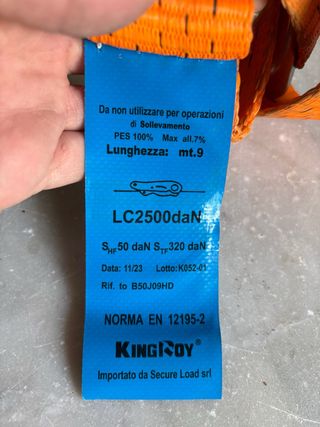 Da non utilizzare per operazioni
di Sollevamento
PES 100% Max all.7%
Lunghezza: mt.9
LC2500daN
SHF50 daN STF320 daN
Data: 11/23 Lotto:K052-01
Rif. to B50J09HD
NORMA EN 12195-2
KINGROY®
Importato da Secure Load srl